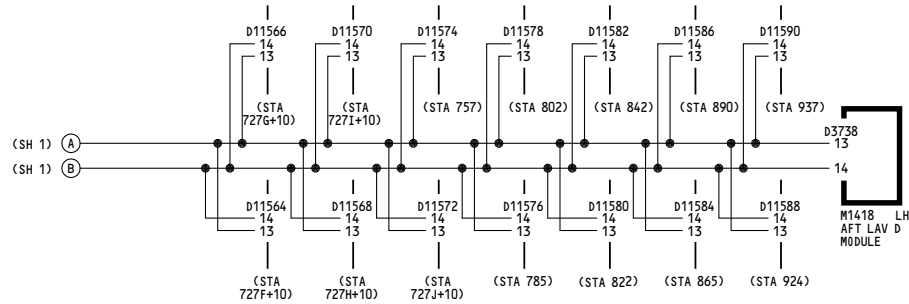 D11566 D11570 D11574 D11578 D11582 D11586 D11590
14 14 14 14 14 14 14
13 13 13 13 13 13 13
(STA 727G+10) (STA 727I+10) (STA 757) (STA 802) (STA 842) (STA 890) (STA 937)
D3738
(SH 1) A 13
(SH 1) B 14
D11564 D11568 D11572 D11576 D11580 D11584 D11588
14 14 14 14 14 14 14
13 13 13 13 13 13 13
M1418 LH
AFT LAV D
MODULE
(STA 727F+10) (STA 727H+10) (STA 727J+10) (STA 785) (STA 822) (STA 865) (STA 924)